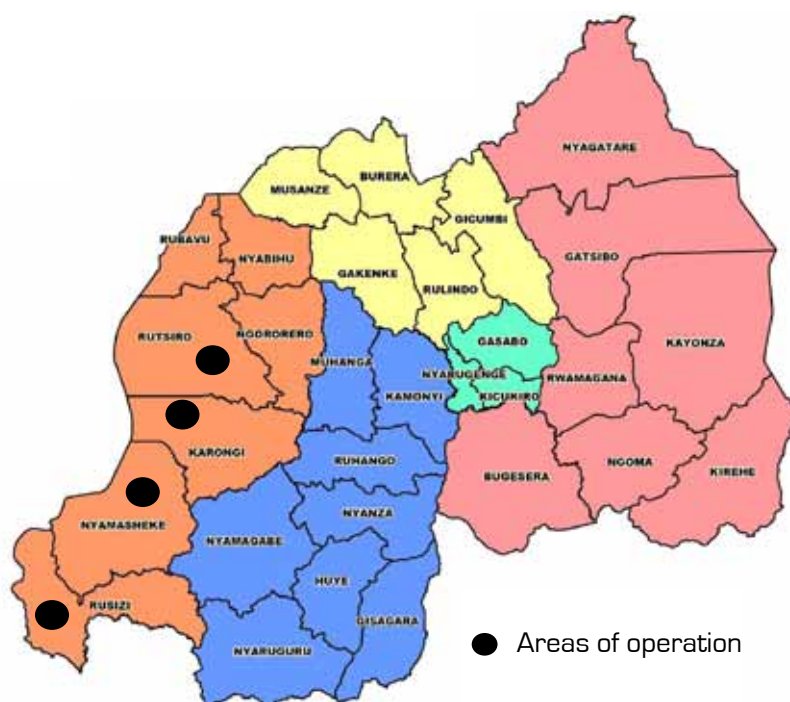 NYAGATARE
BURERA
MUSANZE
GICUMBI
RUBAVU
NYABIHU
GATSIBO
GAKENKE
RULINDO
RUTSIRO
NGORORERO
GASABO
KAYONZA
MUHANGA
NYARUGENGE
RWAMAGANA
KAMONYI
KICUKIRO
KARONGI
RUHANGO
NGOMA
KIREHE
BUGESERA
NYAMASHEKE
NYANZA
NYAMAGABE
HUYE
RUSIZI
GISAGARA
Areas of operation
NYARUGURU